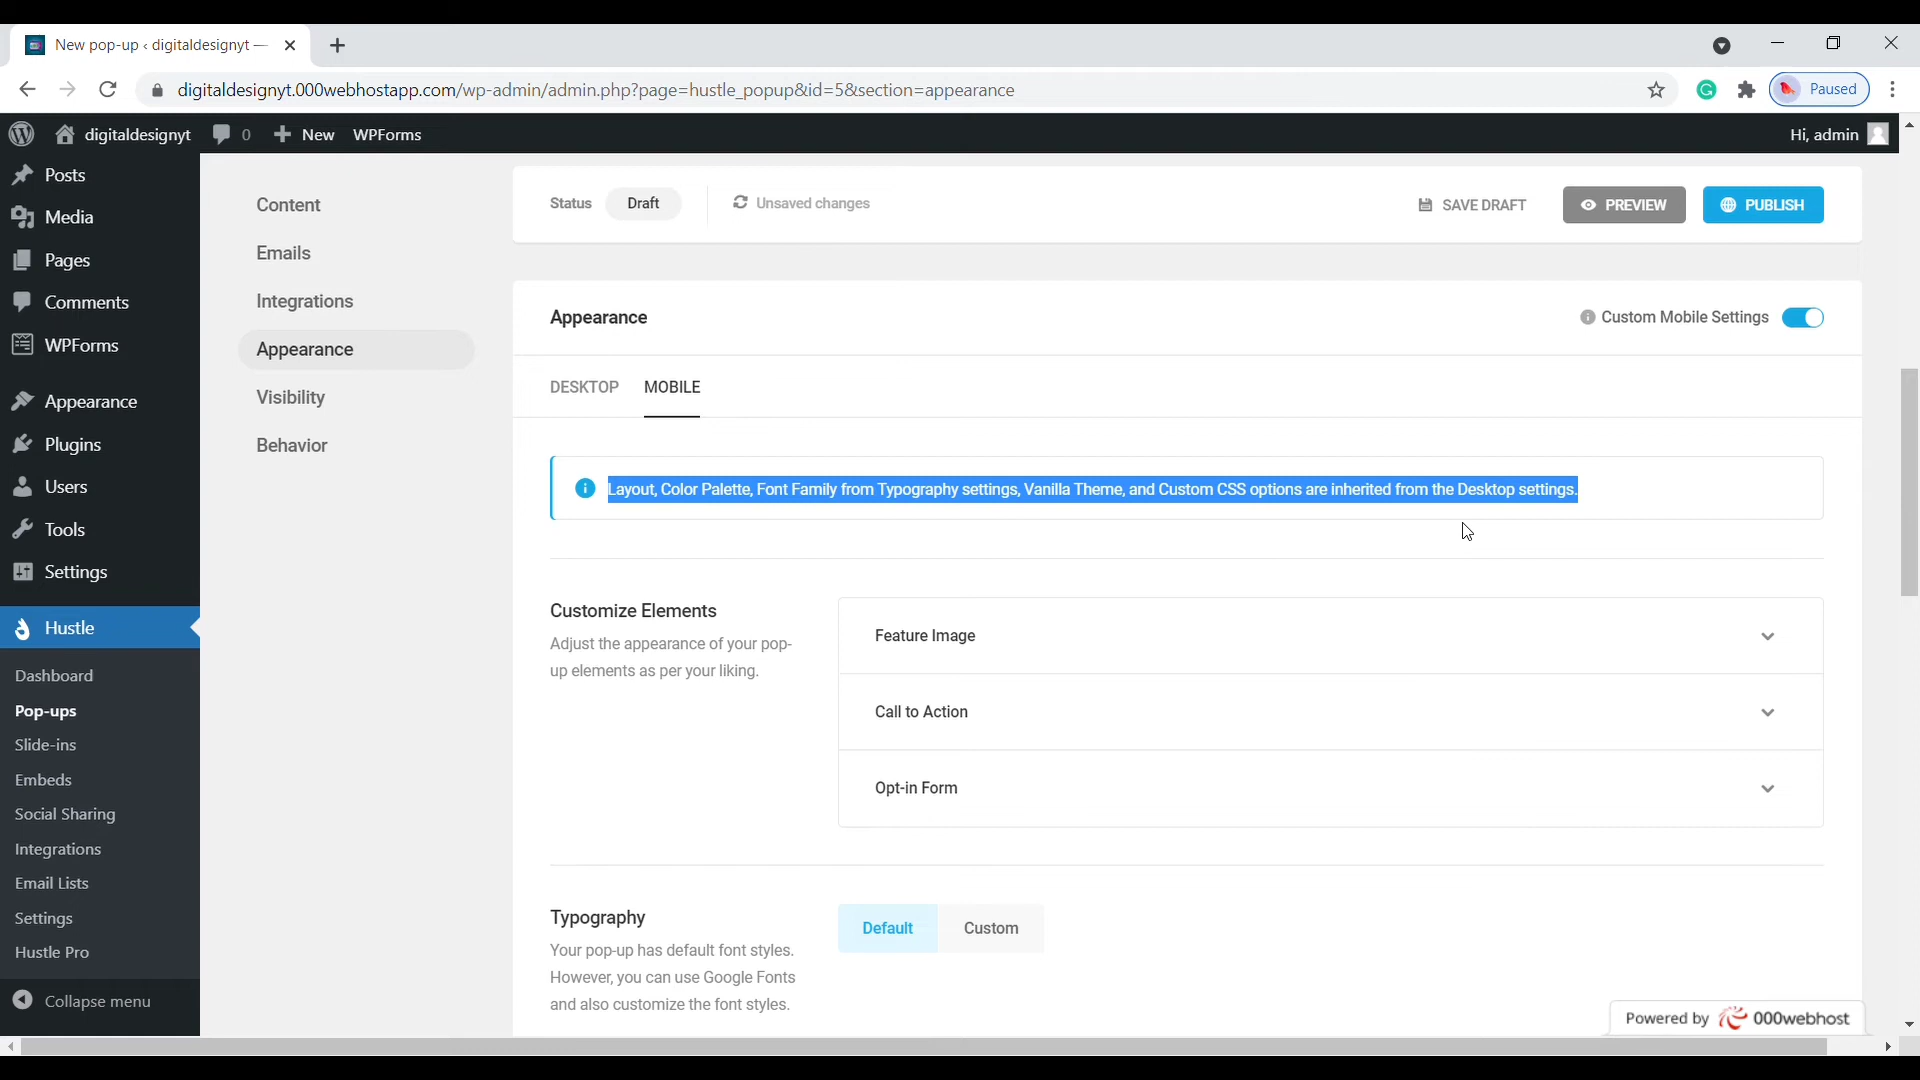 New pop-up ‹ digitaldesignyt —
digitaldesignyt.000webhostapp.com/wp-admin/admin.php?page=hustle_popup&id=5&section=appearance
Paused
digitaldesignyt
0
New
WPForms
Hi, admin
Posts
Media
Pages
Comments
WPForms
Appearance
Plugins
Users
Tools
Settings
Hustle
Dashboard
Pop-ups
Slide-ins
Embeds
Social Sharing
Integrations
Email Lists
Settings
Hustle Pro
Collapse menu
Content
Emails
Integrations
Appearance
Visibility
Behavior
Status
Draft
Unsaved changes
SAVE DRAFT
PREVIEW
PUBLISH
Appearance
Custom Mobile Settings
DESKTOP
MOBILE
Layout, Color Palette, Font Family from Typography settings, Vanilla Theme, and Custom CSS options are inherited from the Desktop settings.
Customize Elements
Adjust the appearance of your pop-
up elements as per your liking.
Feature Image
Call to Action
Opt-in Form
Typography
Your pop-up has default font styles.
However, you can use Google Fonts
and also customize the font styles.
Default
Custom
Powered by 000webhost